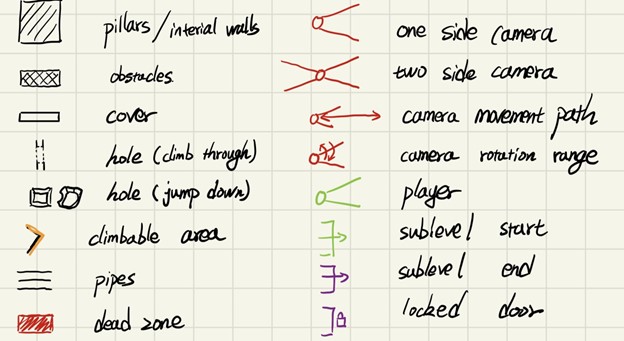 pillars/interial walls
obstacles
cover
hole (climb through)
hole (jump down)
climbable area
pipes
dead zone
one side camera
two side camera
camera movement path
camera rotation range
player
sublevel start
sublevel end
locked door